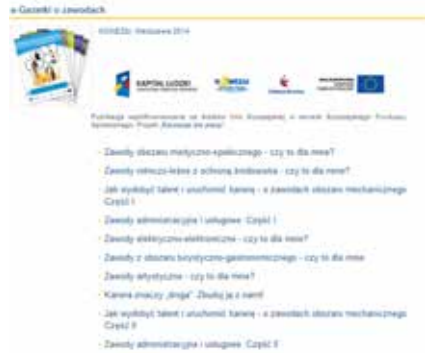 e-Gazetki o zawodach
KOWEZiU, Warszawa 2014
KAPITAŁ LUDZKI
KOWEZiU
Publikacja współfinansowana ze środków Unii Europejskiej w ramach Europejskiego Funduszu
Społecznego. Projekt
- Zawody obszaru medyczno-społecznego - czy to dla mnie?
- Zawody rolniczo-leśne z ochroną środowiska - czy to dla mnie?
- Jak wydobyć talent i uruchomić karierę - o zawodach obszaru mechanicznego
Część I
- Zawody administracyjne i usługowe. Część I
- Zawody elektryczno-elektroniczne - czy to dla mnie?
- Zawody z obszaru turystyczno-gastronomicznego - czy to dla mnie
- Zawody artystyczne - czy to dla mnie?
- Kariera znaczy „droga”. Zbuduj ją z nami!
- Jak wydobyć talent i uruchomić karierę - o zawodach obszaru mechanicznego
Część II
- Zawody administracyjne i usługowe. Część II